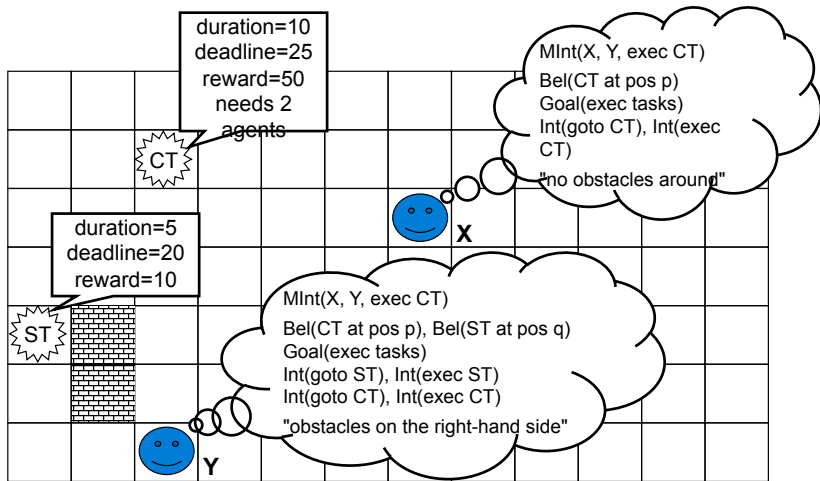 duration=10
deadline=25
reward=50
needs 2
agents
CT
MInt(X, Y, exec CT)
Bel(CT at pos p)
Goal(exec tasks)
Int(goto CT), Int(exec
CT)
"no obstacles around"
X
duration=5
deadline=20
reward=10
ST
MInt(X, Y, exec CT)
Bel(CT at pos p), Bel(ST at pos q)
Goal(exec tasks)
Int(goto ST), Int(exec ST)
Int(goto CT), Int(exec CT)
"obstacles on the right-hand side"
Y